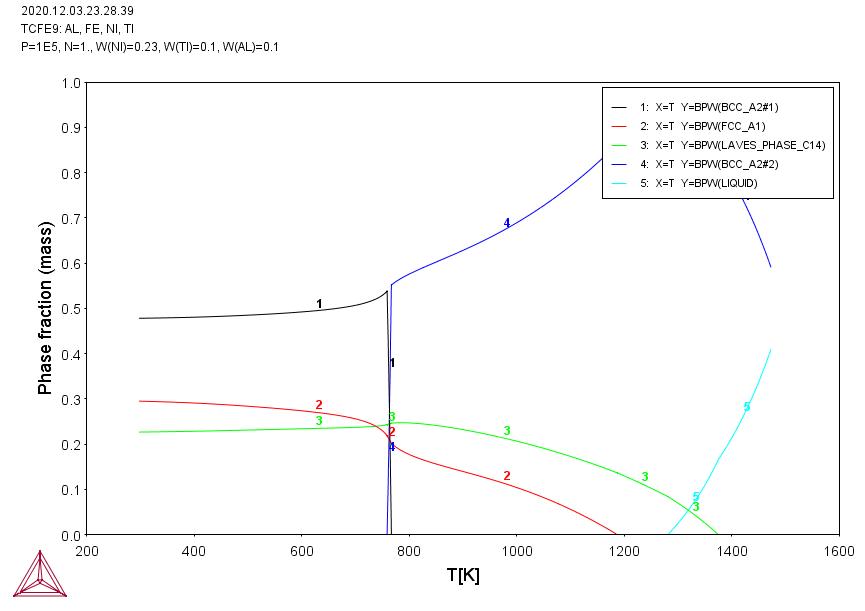 2020.12.03.23.28.39
TCFE9: AL, FE, NI, TI
P=1E5, N=1., W(NI)=0.23, W(TI)=0.1, W(AL)=0.1
1.0
0.9
0.8
0.7
0.6
0.5
0.4
0.3
0.2
0.1
0.0
Phase fraction (mass)
1: X=T Y=BPW(BCC_A2#1)
2: X=T Y=BPW(FCC_A1)
3: X=T Y=BPW(LAVES_PHASE_C14)
4: X=T Y=BPW(BCC_A2#2)
5: X=T Y=BPW(LIQUID)
4
1
1
2
3
3
2
4
3
2
3
5
5
3
200 400 600 800 1000 1200 1400 1600
T[K]